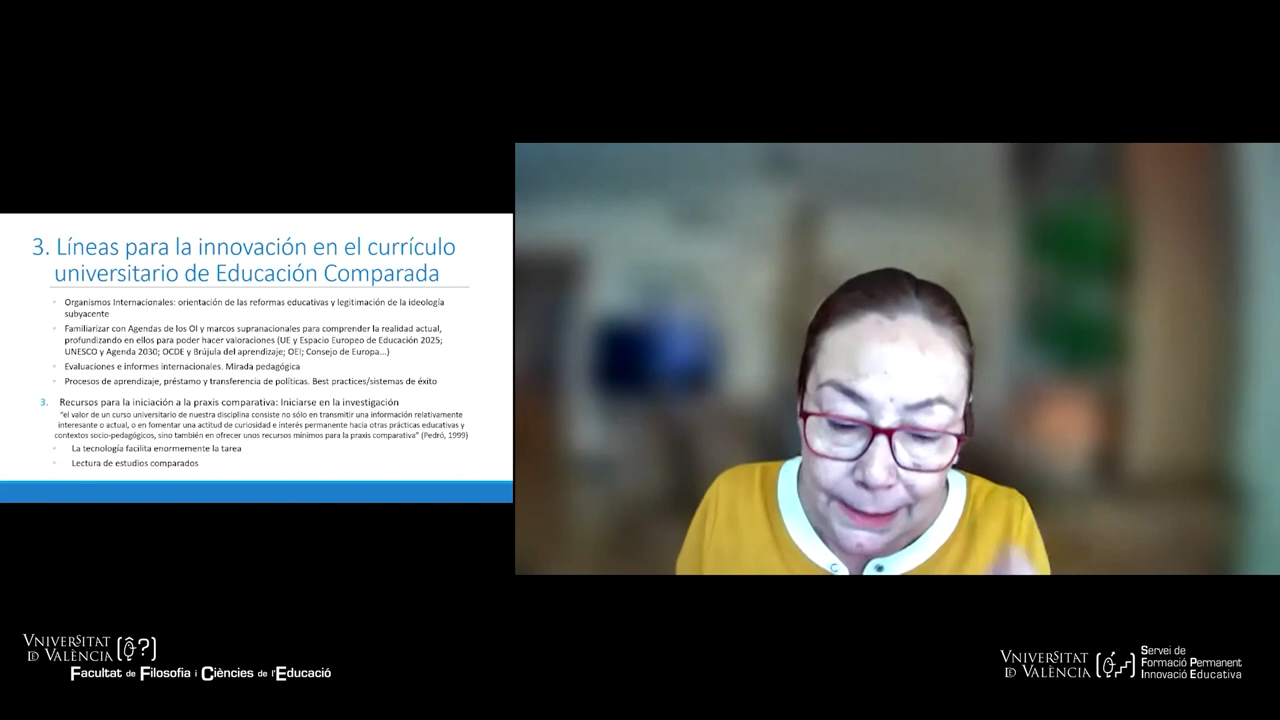 3. Líneas para la innovación en el currículo
universitario de Educación Comparada
Organismos Internacionales: orientación de las reformas educativas y legitimación de la ideología
subyacente
Familiarizar con Agendas de los OI y marcos supranacionales para comprender la realidad actual,
profundizando en ellos para poder hacer valoraciones (UE y Espacio Europeo de Educación 2025;
UNESCO y Agenda 2030; OCDE y Brújula del aprendizaje; OEI; Consejo de Europa...)
Evaluaciones e informes internacionales. Mirada pedagógica
Procesos de aprendizaje, préstamo y transferencia de políticas. Best practices/sistemas de éxito
3. Recursos para la iniciación a la praxis comparativa: Iniciarse en la investigación
"el valor de un curso universitario de nuestra disciplina consiste no sólo en transmitir una información relativamente
interesante o actual, o en fomentar una actitud de curiosidad e interés permanente hacia otras prácticas educativas y
contextos socio-pedagógicos, sino también en ofrecer unos recursos mínimos para la praxis comparativa" (Pedró, 1999)
La tecnología facilita enormemente la tarea
Lectura de estudios comparados
VNIVERSITAT
ID VALÈNCIA
Facultat de Filosofia i Ciències de l'Educació
VNIVERSITAT
ID VALÈNCIA
Servei de
Formació Permanent
Innovació Educativa